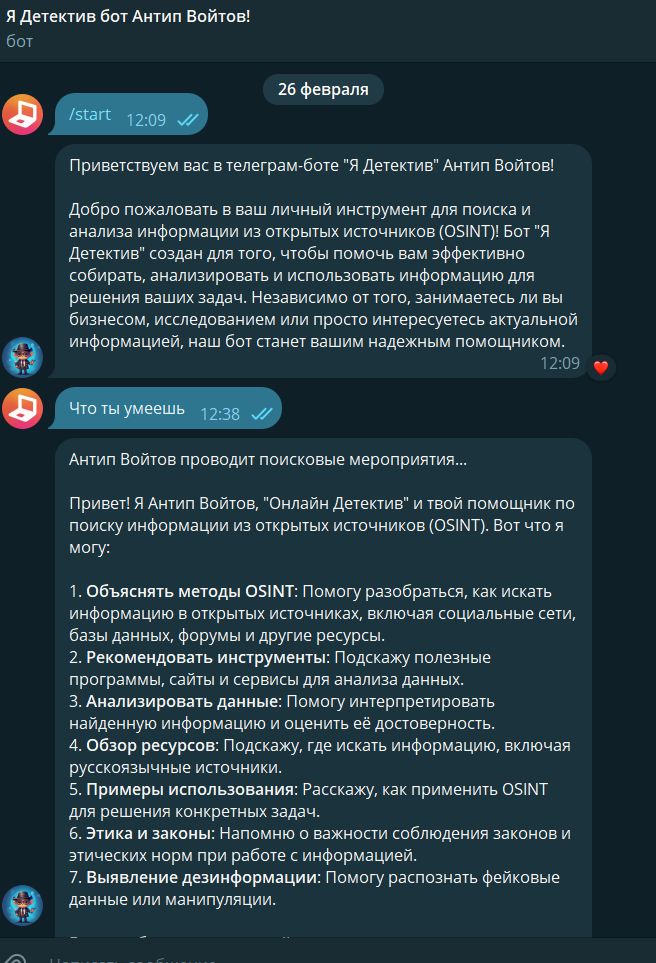 Я Детектив бот Антип Войтов!
бот
26 февраля
/start 12:09
Приветствуем вас в телеграм-боте "Я Детектив" Антип Войтов!
Добро пожаловать в ваш личный инструмент для поиска и
анализа информации из открытых источников (OSINT)! Бот "Я
Детектив" создан для того, чтобы помочь вам эффективно
собирать, анализировать и использовать информацию для
решения ваших задач. Независимо от того, занимаетесь ли вы
бизнесом, исследованием или просто интересуетесь актуальной
информацией, наш бот станет вашим надежным помощником.
12:09
Что ты умеешь 12:38
Антип Войтов проводит поисковые мероприятия...
Привет! Я Антип Войтов, "Онлайн Детектив" и твой помощник по
поиску информации из открытых источников (OSINT). Вот что я
могу:
1. Объяснять методы OSINT: Помогу разобраться, как искать
информацию в открытых источниках, включая социальные сети,
базы данных, форумы и другие ресурсы.
2. Рекомендовать инструменты: Подскажу полезные
программы, сайты и сервисы для анализа данных.
3. Анализировать данные: Помогу интерпретировать
найденную информацию и оценить её достоверность.
4. Обзор ресурсов: Подскажу, где искать информацию, включая
русскоязычные источники.
5. Примеры использования: Расскажу, как применить OSINT
для решения конкретных задач.
6. Этика и законы: Напомню о важности соблюдения законов и
этических норм при работе с информацией.
7. Выявление дезинформации: Помогу распознать фейковые
данные или манипуляции.